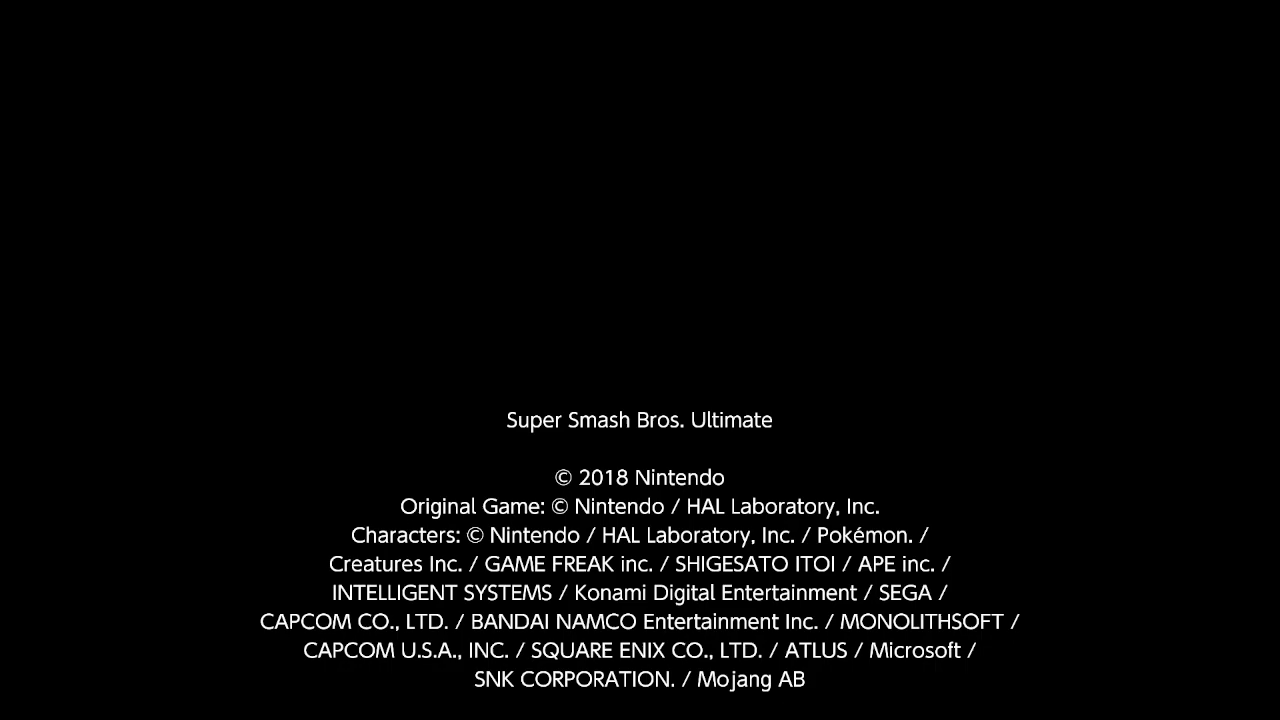 Super Smash Bros. Ultimate
© 2018 Nintendo
Original Game: © Nintendo / HAL Laboratory, Inc.
Characters: © Nintendo / HAL Laboratory, Inc. / Pokémon. /
Creatures Inc. / GAME FREAK inc. / SHIGESATO ITOI / APE inc. /
INTELLIGENT SYSTEMS / Konami Digital Entertainment / SEGA /
CAPCOM CO., LTD. / BANDAI NAMCO Entertainment Inc. / MONOLITHSOFT /
CAPCOM U.S.A., INC. / SQUARE ENIX CO., LTD. / ATLUS / Microsoft /
SNK CORPORATION. / Mojang AB